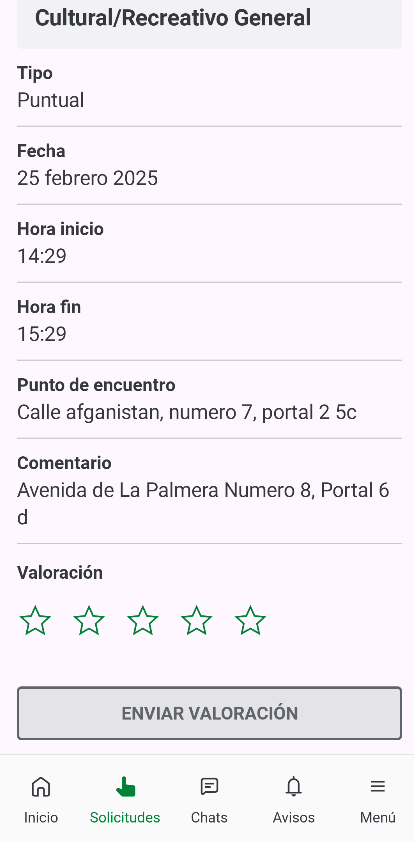 Cultural/Recreativo General
Tipo
Puntual
Fecha
25 febrero 2025
Hora inicio
14:29
Hora fin
15:29
Punto de encuentro
Calle afganistan, numero 7, portal 2 5c
Comentario
Avenida de La Palmera Numero 8, Portal 6
d
Valoración
ENVIAR VALORACIÓN
Inicio
Solicitudes
Chats
Avisos
Menú